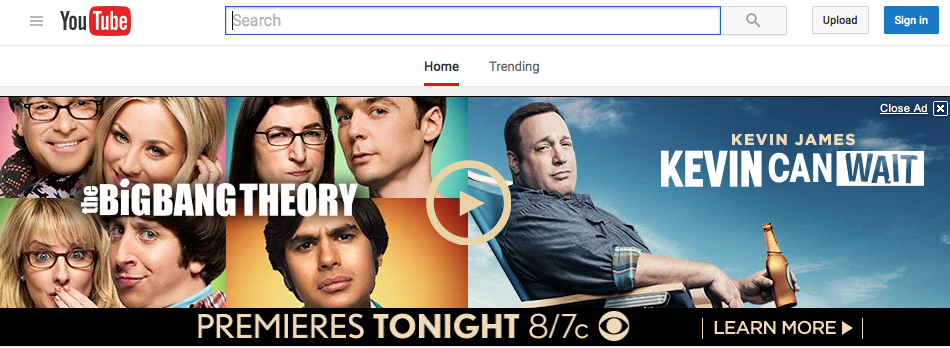 YouTube
Search
Upload
Sign in
Home
Trending
Close Ad
the BiGBANG THEORY
KEVIN JAMES
KEVIN CAN WAIT
PREMIERES TONIGHT 8/7c
LEARN MORE